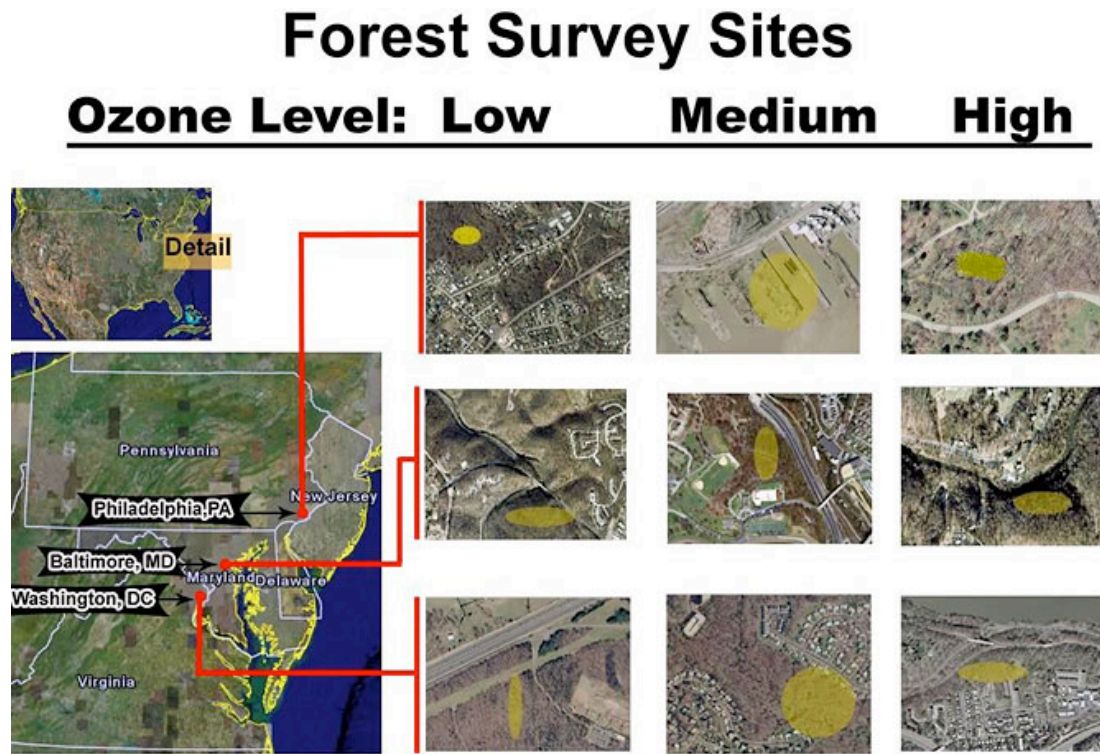 Forest Survey Sites
Ozone Level: Low Medium High
Detail
Pennsylvania
New Jersey
Philadelphia,PA
Baltimore, MD
Maryland
Delaware
Washington, DC
Virginia